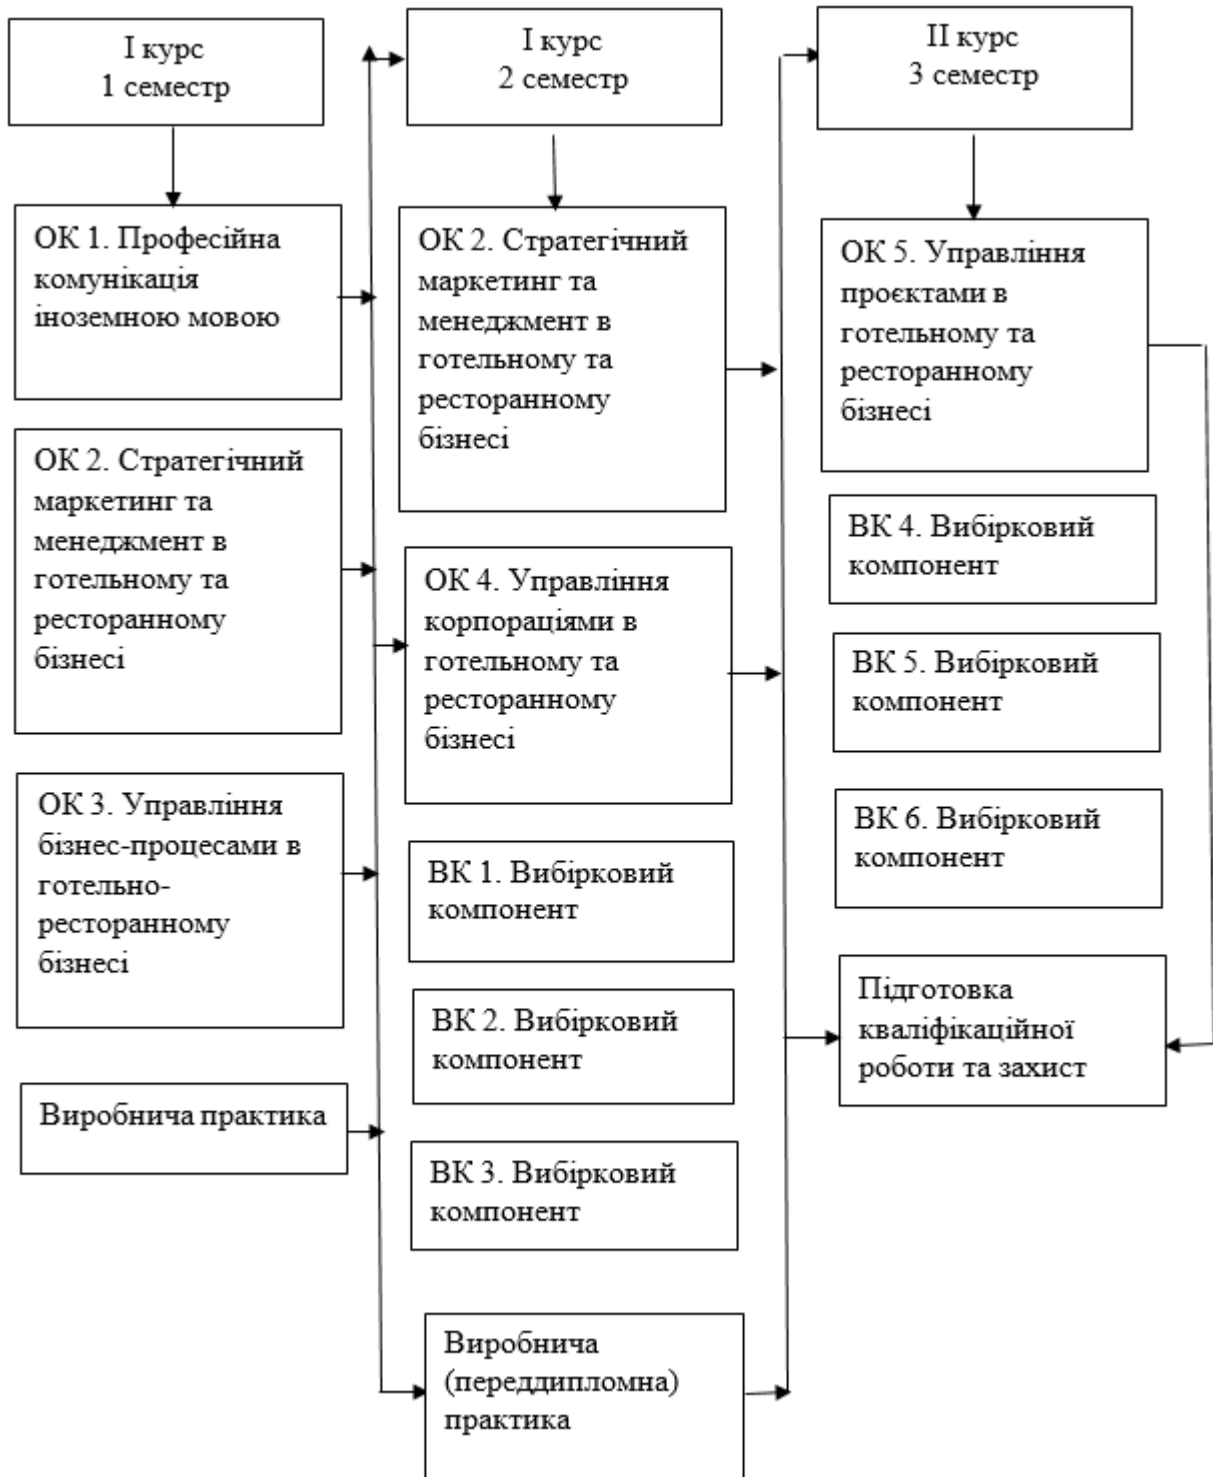 І курс
1 семестр
ОК 1. Професійна
комунікація
іноземною мовою
ОК 2. Стратегічний
маркетинг та
менеджмент в
готельному та
ресторанному
бізнесі
ОК 3. Управління
бізнес-процесами в
готельно-
ресторанному
бізнесі
Виробнича практика
І курс
2 семестр
ОК 2. Стратегічний
маркетинг та
менеджмент в
готельному та
ресторанному
бізнесі
ОК 4. Управління
корпораціями в
готельному та
ресторанному
бізнесі
ВК 1. Вибірковий
компонент
ВК 2. Вибірковий
компонент
ВК 3. Вибірковий
компонент
Виробнича
(переддипломна)
практика
ІІ курс
3 семестр
ОК 5. Управління
проєктами в
готельному та
ресторанному
бізнесі
ВК 4. Вибірковий
компонент
ВК 5. Вибірковий
компонент
ВК 6. Вибірковий
компонент
Підготовка
кваліфікаційної
роботи та захист